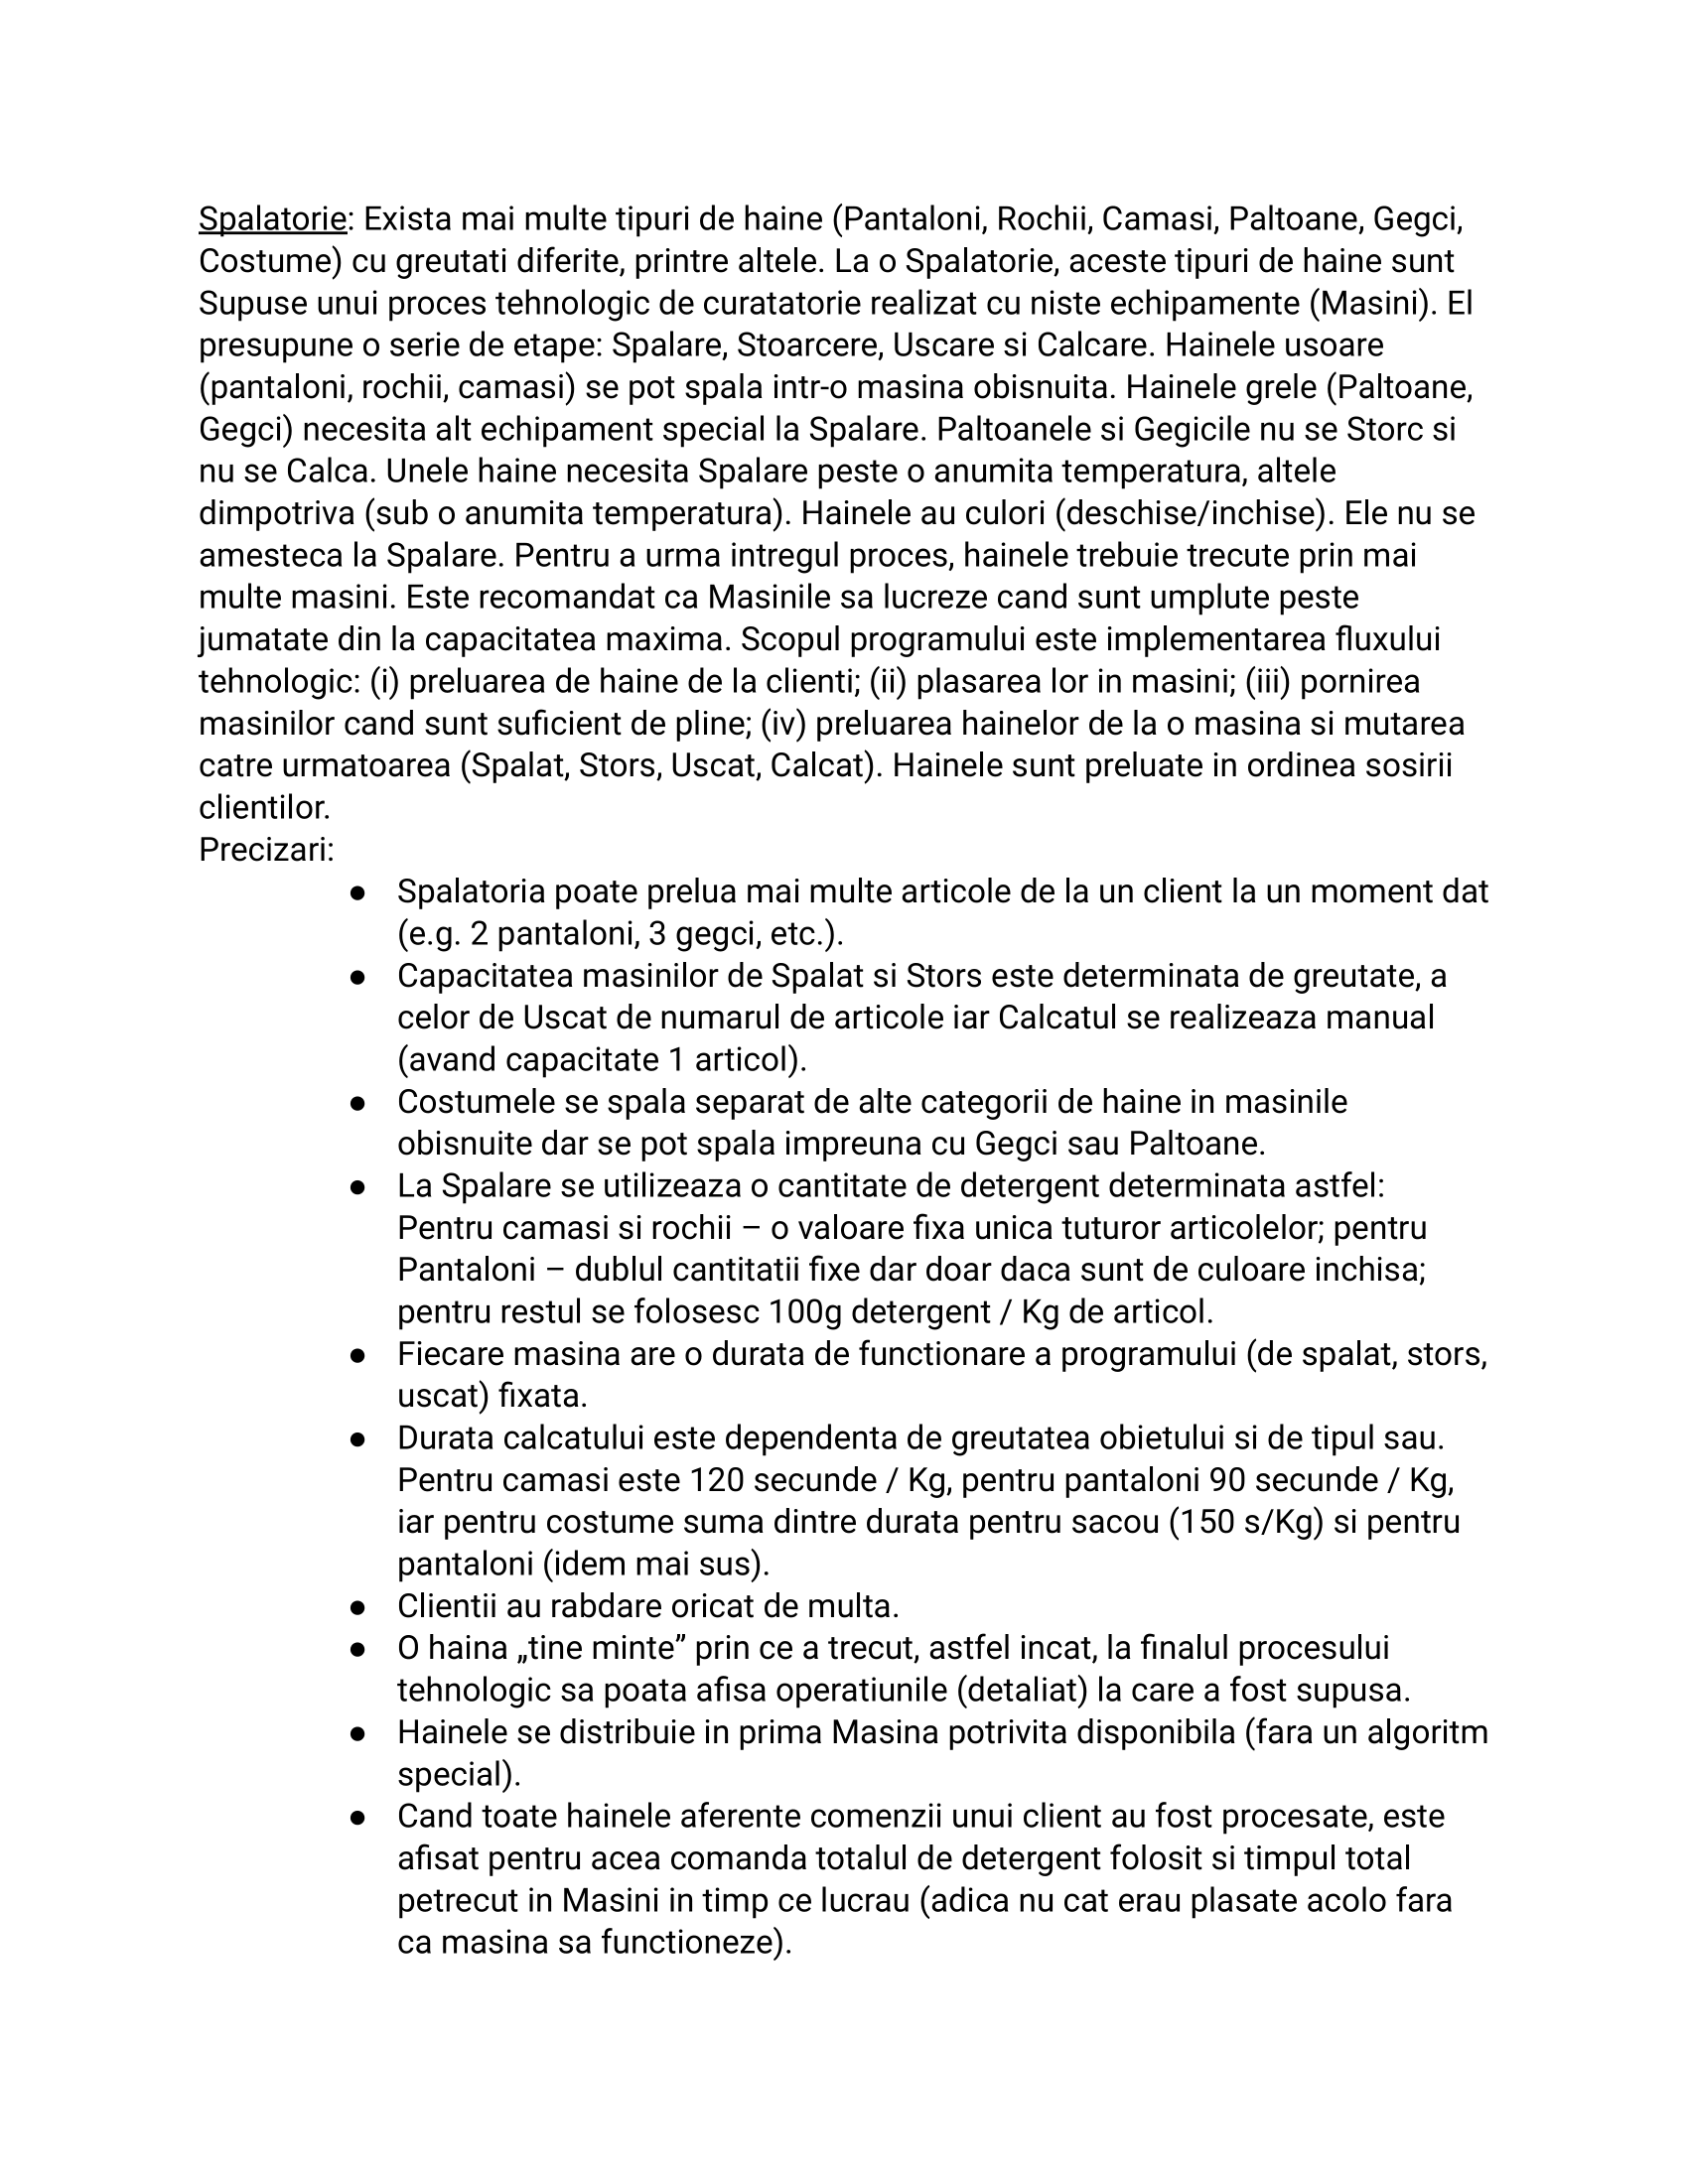 Spalatorie: Exista mai multe tipuri de haine (Pantaloni, Rochii, Camasi, Paltoane, Gegci,
Costume) cu greutati diferite, printre altele. La o Spalatorie, aceste tipuri de haine sunt
Supuse unui proces tehnologic de curatatorie realizat cu niste echipamente (Masini). El
presupune o serie de etape: Spalare, Stoarcere, Uscare si Calcare. Hainele usoare
(pantaloni, rochii, camasi) se pot spala intr-o masina obisnuita. Hainele grele (Paltoane,
Gegci) necesita alt echipament special la Spalare. Paltoanele si Gegicile nu se Storc si
nu se Calca. Unele haine necesita Spalare peste o anumita temperatura, altele
dimpotriva (sub o anumita temperatura). Hainele au culori (deschise/inchise). Ele nu se
amesteca la Spalare. Pentru a urma intregul proces, hainele trebuie trecute prin mai
multe masini. Este recomandat ca Masinile sa lucreze cand sunt umplute peste
jumatate din la capacitatea maxima. Scopul programului este implementarea fluxului
tehnologic: (i) preluarea de haine de la clienti; (ii) plasarea lor in masini; (iii) pornirea
masinilor cand sunt suficient de pline; (iv) preluarea hainelor de la o masina si mutarea
catre urmatoarea (Spalat, Stors, Uscat, Calcat). Hainele sunt preluate in ordinea sosirii
clientilor.
Precizari:
● Spalatoria poate prelua mai multe articole de la un client la un moment dat
(e.g. 2 pantaloni, 3 gegci, etc.).
● Capacitatea masinilor de Spalat si Stors este determinata de greutate, a
celor de Uscat de numarul de articole iar Calcatul se realizeaza manual
(avand capacitate 1 articol).
● Costumele se spala separat de alte categorii de haine in masinile
obisnuite dar se pot spala impreuna cu Gegci sau Paltoane.
● La Spalare se utilizeaza o cantitate de detergent determinata astfel:
Pentru camasi si rochii – o valoare fixa unica tuturor articolelor; pentru
Pantaloni – dublul cantitatii fixe dar doar daca sunt de culoare inchisa;
pentru restul se folosesc 100g detergent / Kg de articol.
● Fiecare masina are o durata de functionare a programului (de spalat, stors,
uscat) fixata.
● Durata calcatului este dependenta de greutatea obietului si de tipul sau.
Pentru camasi este 120 secunde / Kg, pentru pantaloni 90 secunde / Kg,
iar pentru costume suma dintre durata pentru sacou (150 s/Kg) si pentru
pantaloni (idem mai sus).
● Clientii au rabdare oricat de multa.
● O haina „tine minte” prin ce a trecut, astfel incat, la finalul procesului
tehnologic sa poata afisa operatiunile (detaliat) la care a fost supusa.
● Hainele se distribuie in prima Masina potrivita disponibila (fara un algoritm
special).
● Cand toate hainele aferente comenzii unui client au fost procesate, este
afisat pentru acea comanda totalul de detergent folosit si timpul total
petrecut in Masini in timp ce lucrau (adica nu cat erau plasate acolo fara
ca masina sa functioneze).